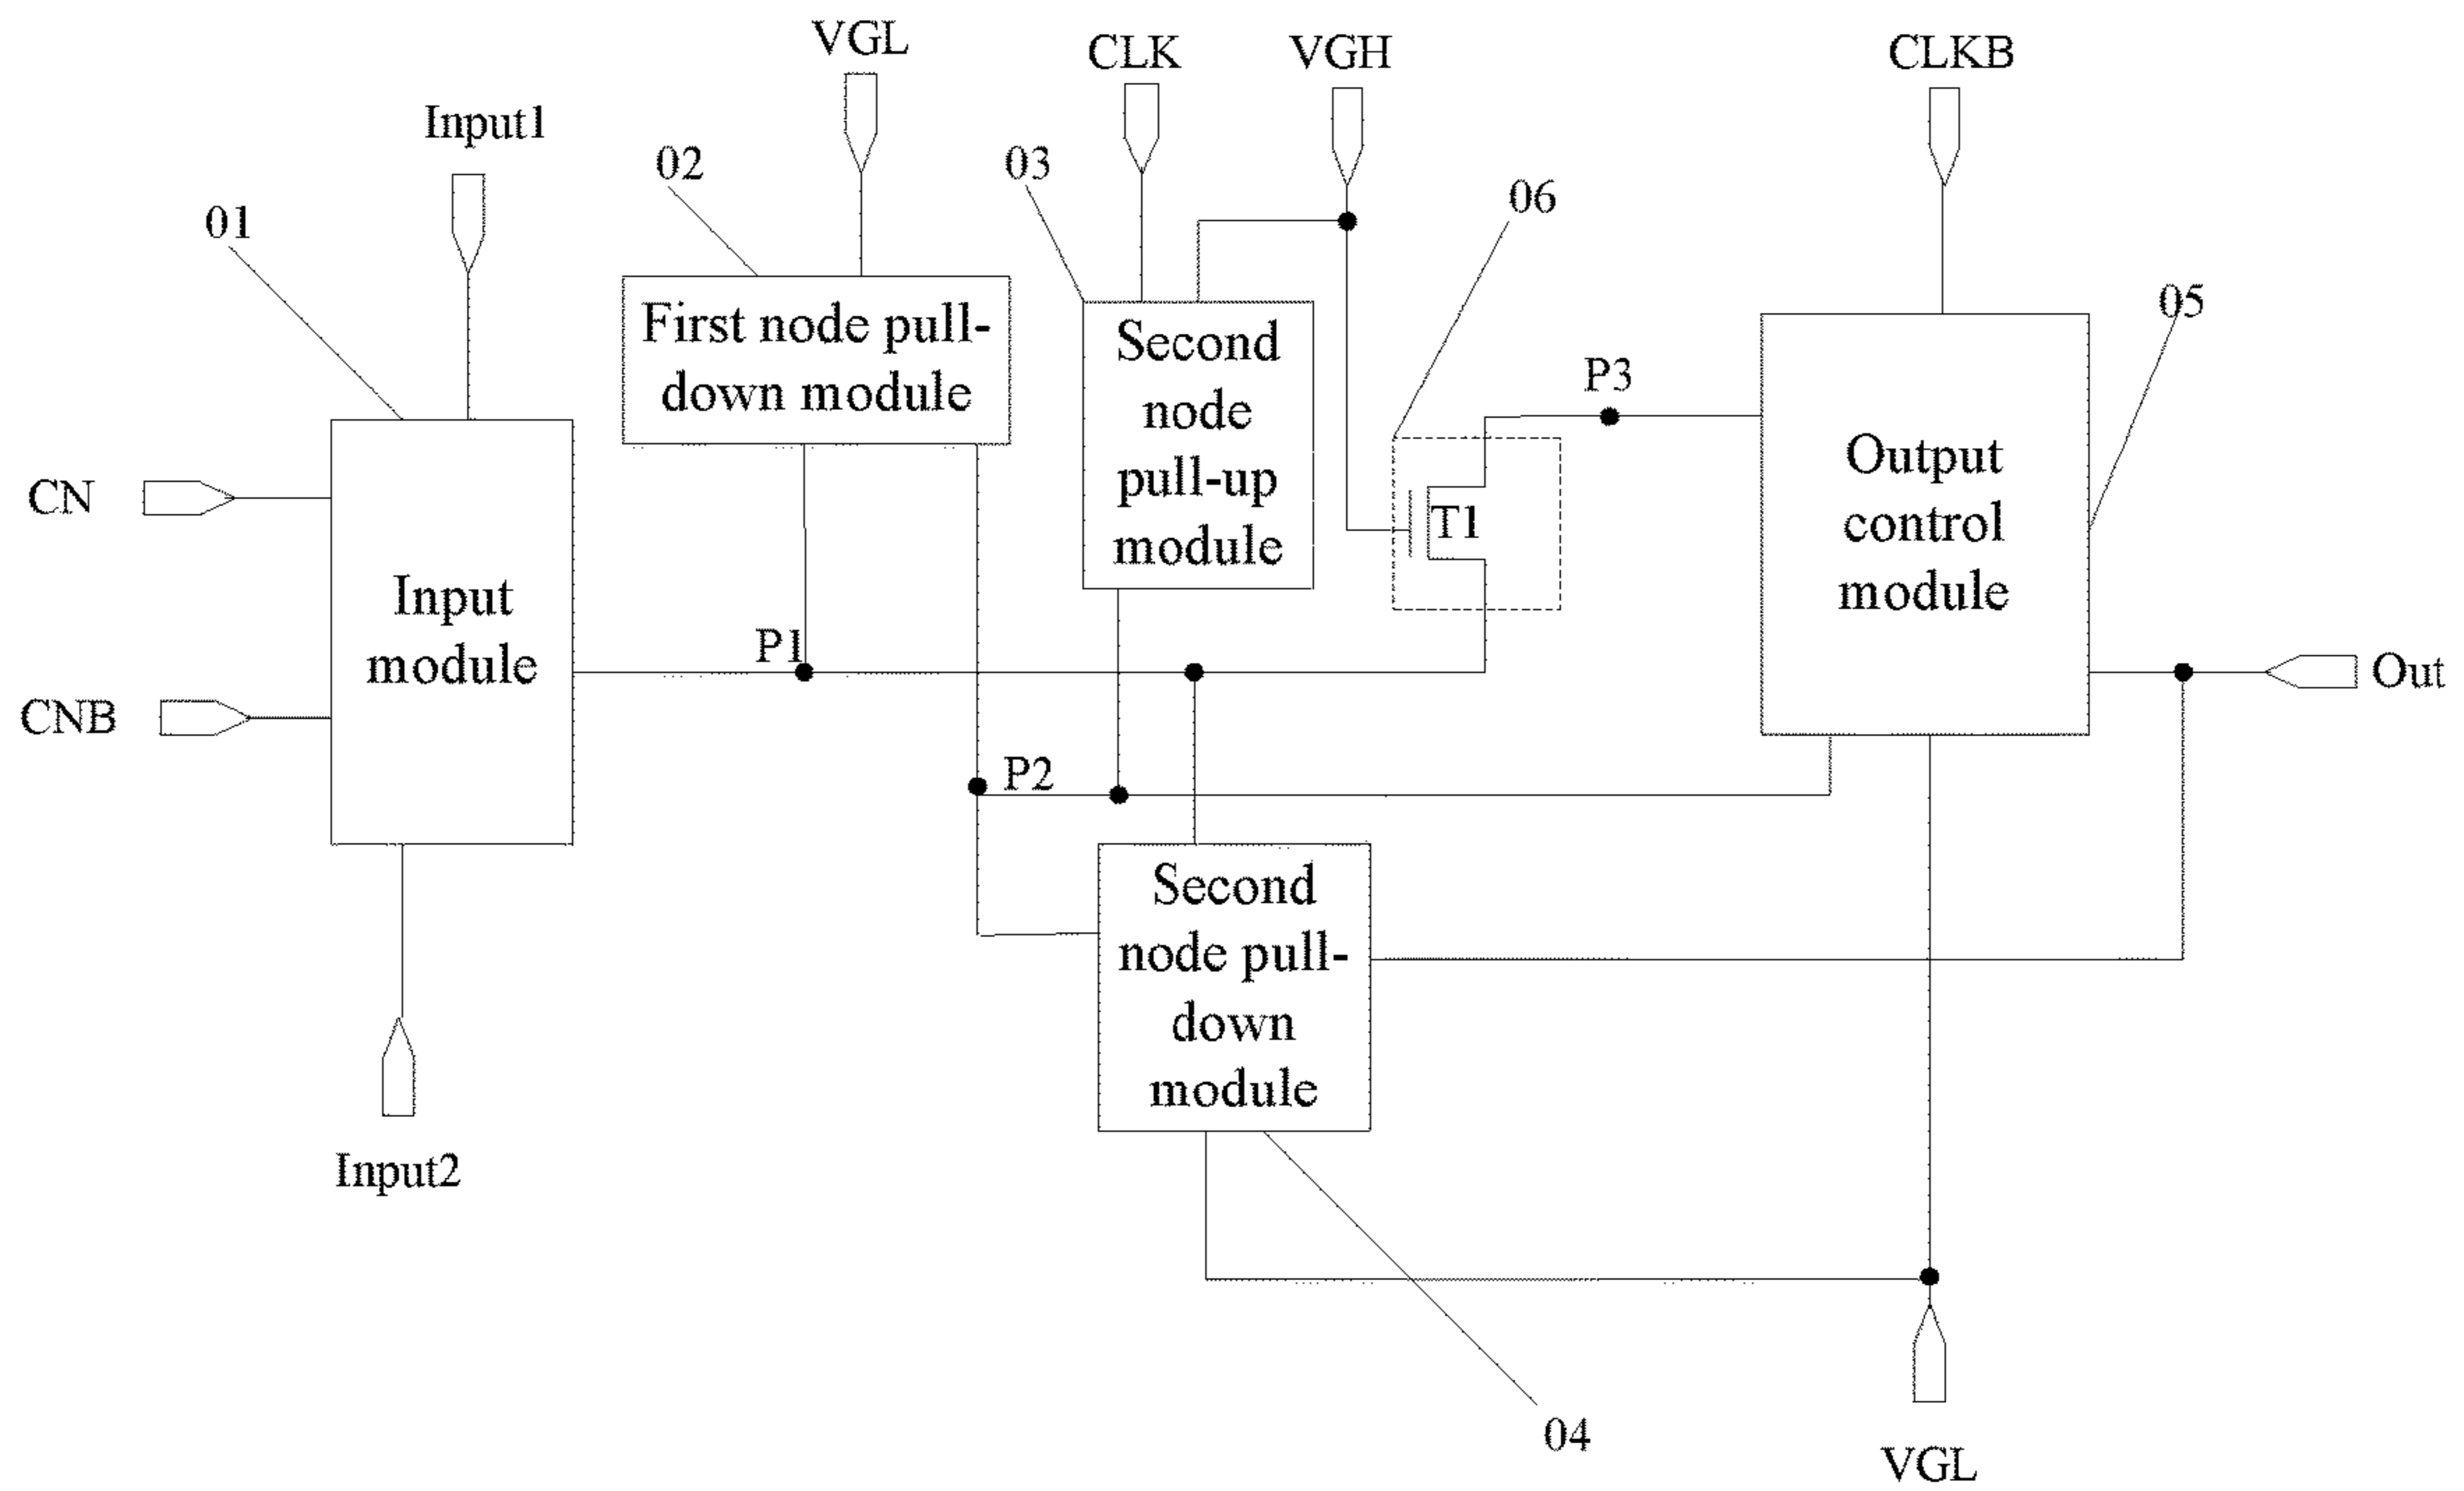 VGL
CLK
VGH
CLKB
Input1
02
03
06
01
05
First node pull-
down module
Second
node
pull-up
module
P3
Output
control
module
CN
T1
Input
module
P1
Out
CNB
P2
Second
node pull-
down
module
Input2
04
VGL